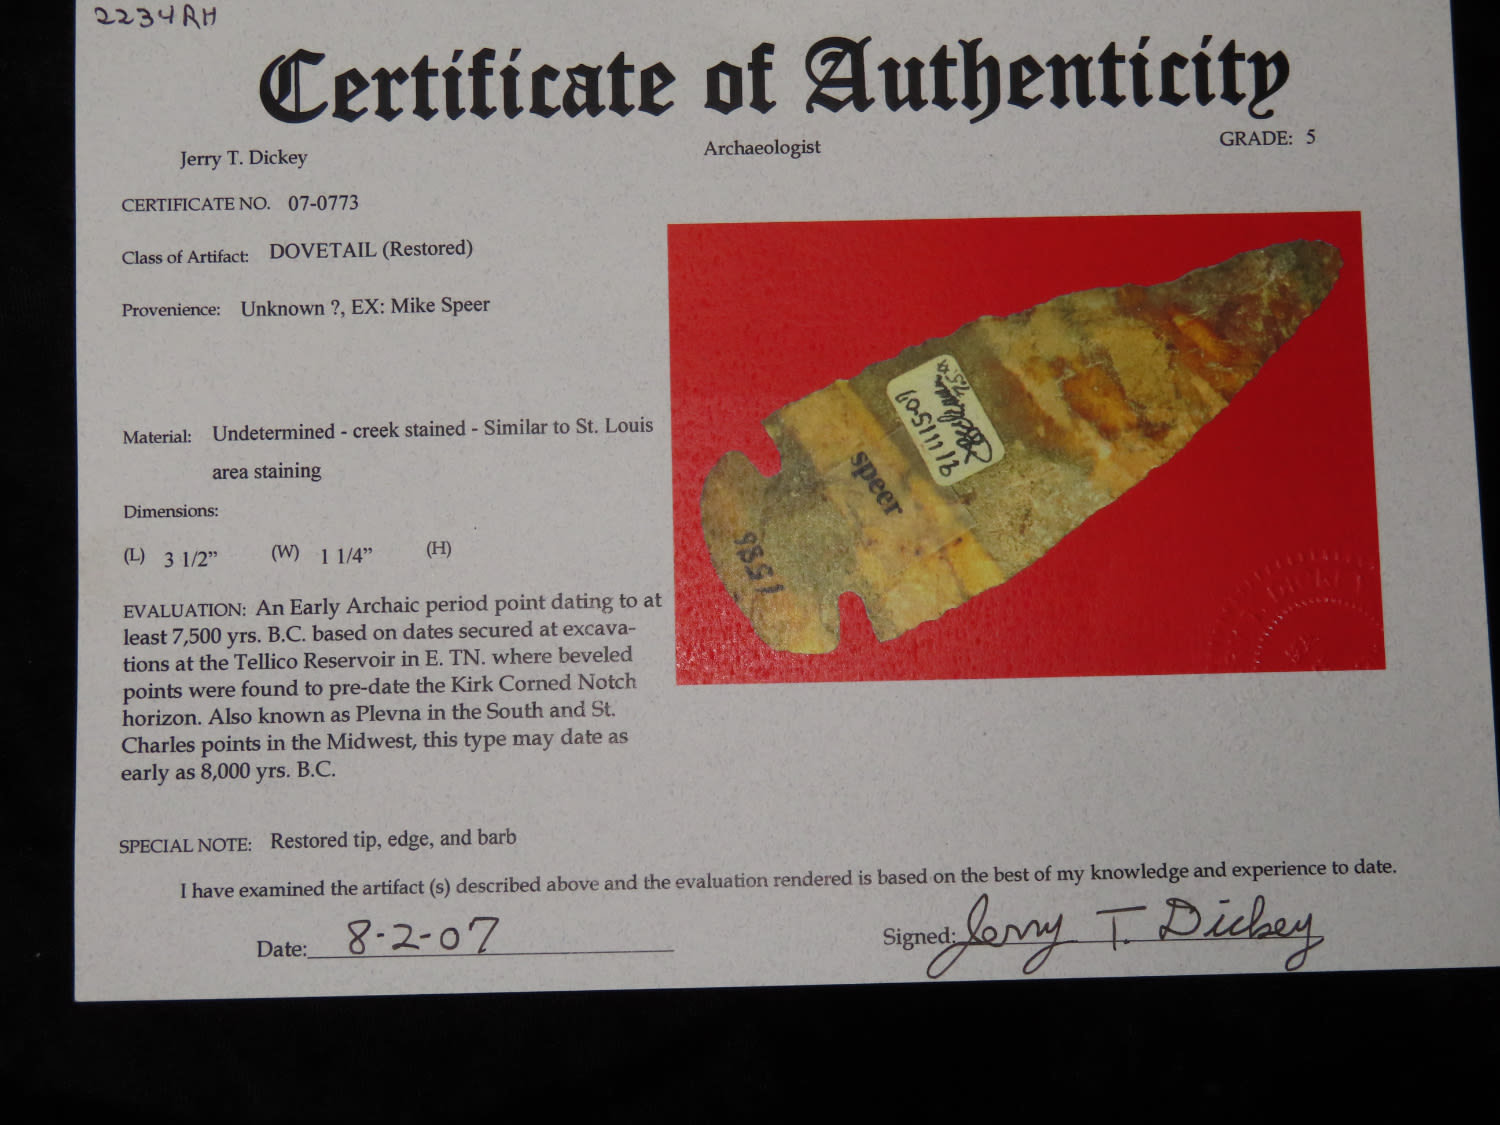 2234RH
Certificate of Authenticity
Jerry T. Dickey
Archaeologist
GRADE: 5
CERTIFICATE NO. 07-0773
Class of Artifact: DOVETAIL (Restored)
Provenience: Unknown ?, EX: Mike Speer
Material: Undetermined - creek stained - Similar to St. Louis
area staining
Dimensions:
(L) 3 1/2" (W) 1 1/4" (H)
EVALUATION: An Early Archaic period point dating to at
least 7,500 yrs. B.C. based on dates secured at excava-
tions at the Tellico Reservoir in E. TN. where beveled
points were found to pre-date the Kirk Corned Notch
horizon. Also known as Plevna in the South and St.
Charles points in the Midwest, this type may date as
early as 8,000 yrs. B.C.
speer
1586
SPECIAL NOTE: Restored tip, edge, and barb
I have examined the artifact (s) described above and the evaluation rendered is based on the best of my knowledge and experience to date.
Date: 8-2-07
Signed: Jerry T. Dickey